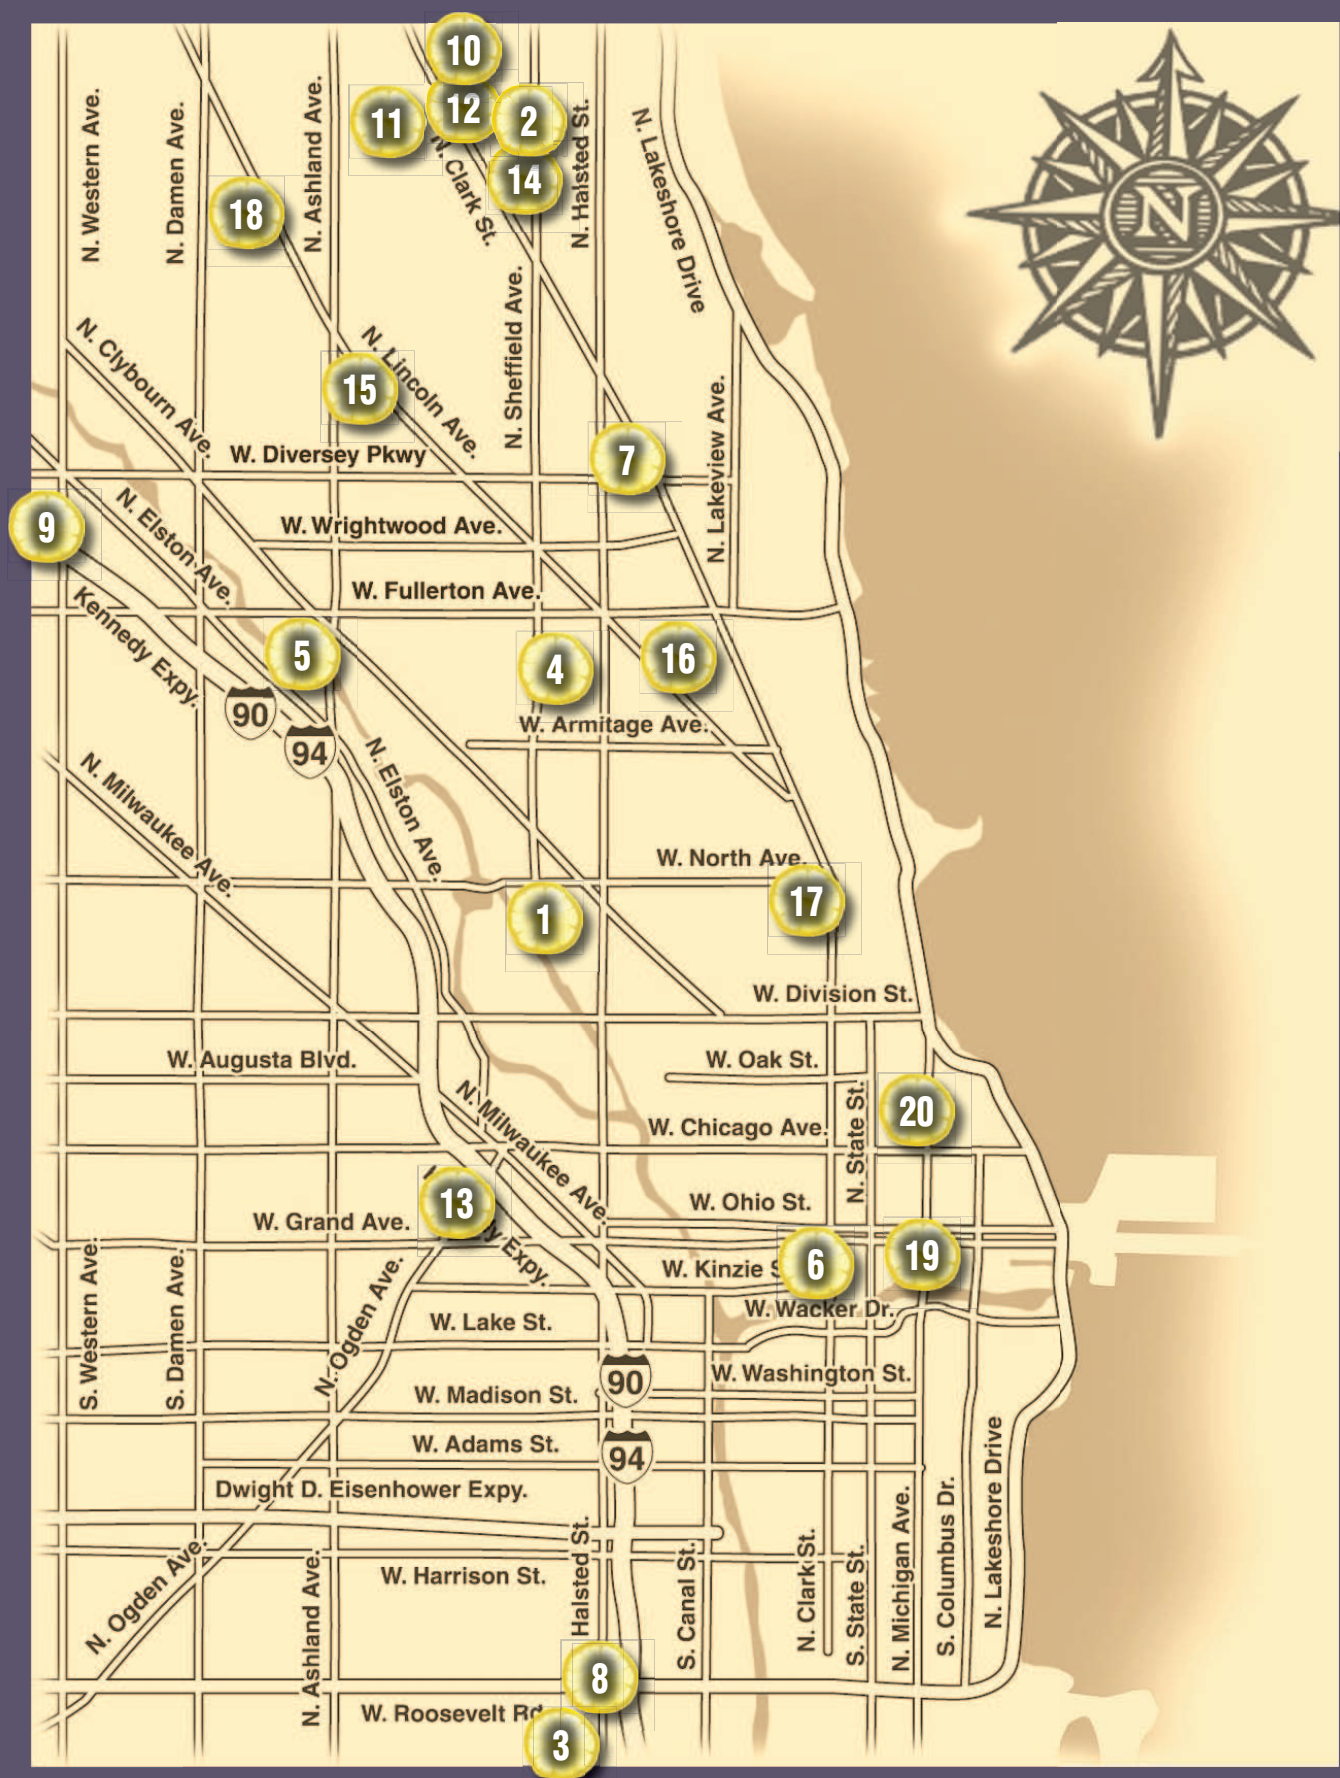 10
12
11
2
14
18
N. Western Ave.
N. Damen Ave.
N. Ashland Ave.
N. Clark St.
N. Halsted St.
N. Lakeshore Drive
N
N. Clybourn Ave.
N. Lincoln Ave.
15
N. Sheffield Ave.
N. Lakeview Ave.
7
W. Diversey Pkwy
9
N. Elston Ave.
W. Wrightwood Ave.
W. Fullerton Ave.
Kennedy Expy.
5
4
16
90
94
W. Armitage Ave.
N. Milwaukee Ave.
N. Elston Ave.
W. North Ave.
17
1
W. Division St.
W. Augusta Blvd.
W. Oak St.
N. State St.
20
N. Milwaukee Ave.
W. Chicago Ave.
13
W. Ohio St.
W. Grand Ave.
y Expy.
W. Kinzie S
6
19
W. Wacker Dr.
S. Western Ave.
S. Damen Ave.
N. Ogden Ave.
W. Lake St.
90
W. Washington St.
W. Madison St.
W. Adams St.
94
Dwight D. Eisenhower Expy.
N. Ogden Ave.
N. Ashland Ave.
W. Harrison St.
Halsted St.
S. Canal St.
N. Clark St.
S. State St.
N. Michigan Ave.
S. Columbus Dr.
N. Lakeshore Drive
8
W. Roosevelt Rd
3